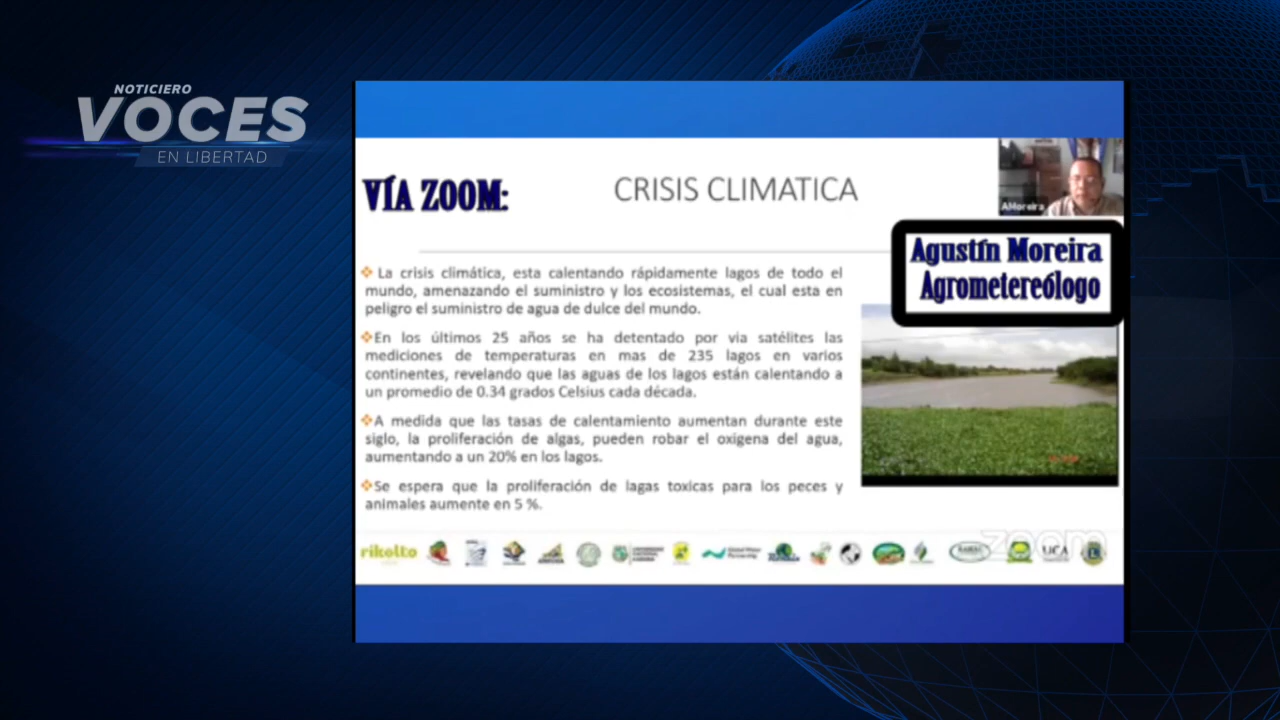 NOTICIERO
VOCES
EN LIBERTAD
VÍA ZOOM:
CRISIS CLIMATICA
AMoreira
Agustín Moreira
Agrometereólogo
La crisis climática, esta calentando rápidamente lagos de todo el
mundo, amenazando el suministro y los ecosistemas, el cual esta en
peligro el suministro de agua de dulce del mundo.
En los últimos 25 años se ha detentado por via satélites las
mediciones de temperaturas en mas de 235 lagos en varios
continentes, revelando que las aguas de los lagos están calentando a
un promedio de 0.34 grados Celsius cada década.
A medida que las tasas de calentamiento aumentan durante este
siglo, la proliferación de algas, pueden robar el oxigena del agua,
aumentando a un 20% en los lagos.
Se espera que la proliferación de lagas toxicas para los peces y
animales aumente en 5 %.
zoom
rikolto
Global Water
Partnership
UCA